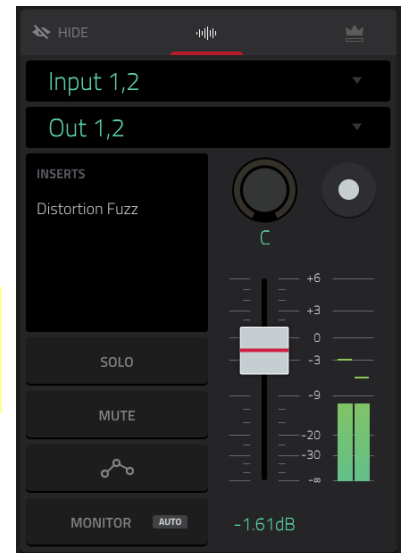 HIDE
Input 1,2
Out 1,2
INSERTS
Distortion Fuzz
C
+6
+3
0
-3
-9
-20
-30
-∞
SOLO
MUTE
MONITOR AUTO
-1.61dB